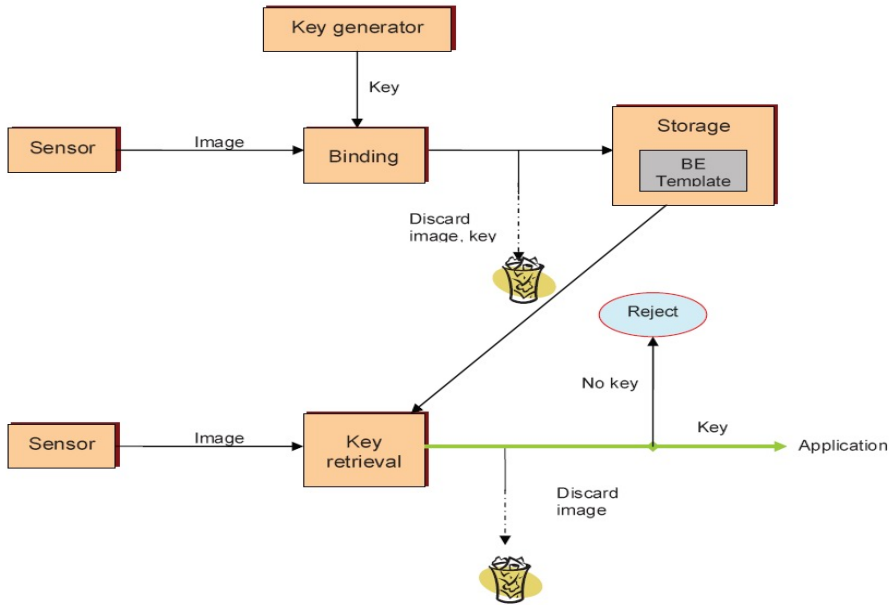 Key generator
Key
Sensor
Image
Binding
Storage
BE
Template
Discard
image, key
Reject
No key
Sensor
Image
Key
retrieval
Key
Application
Discard
image